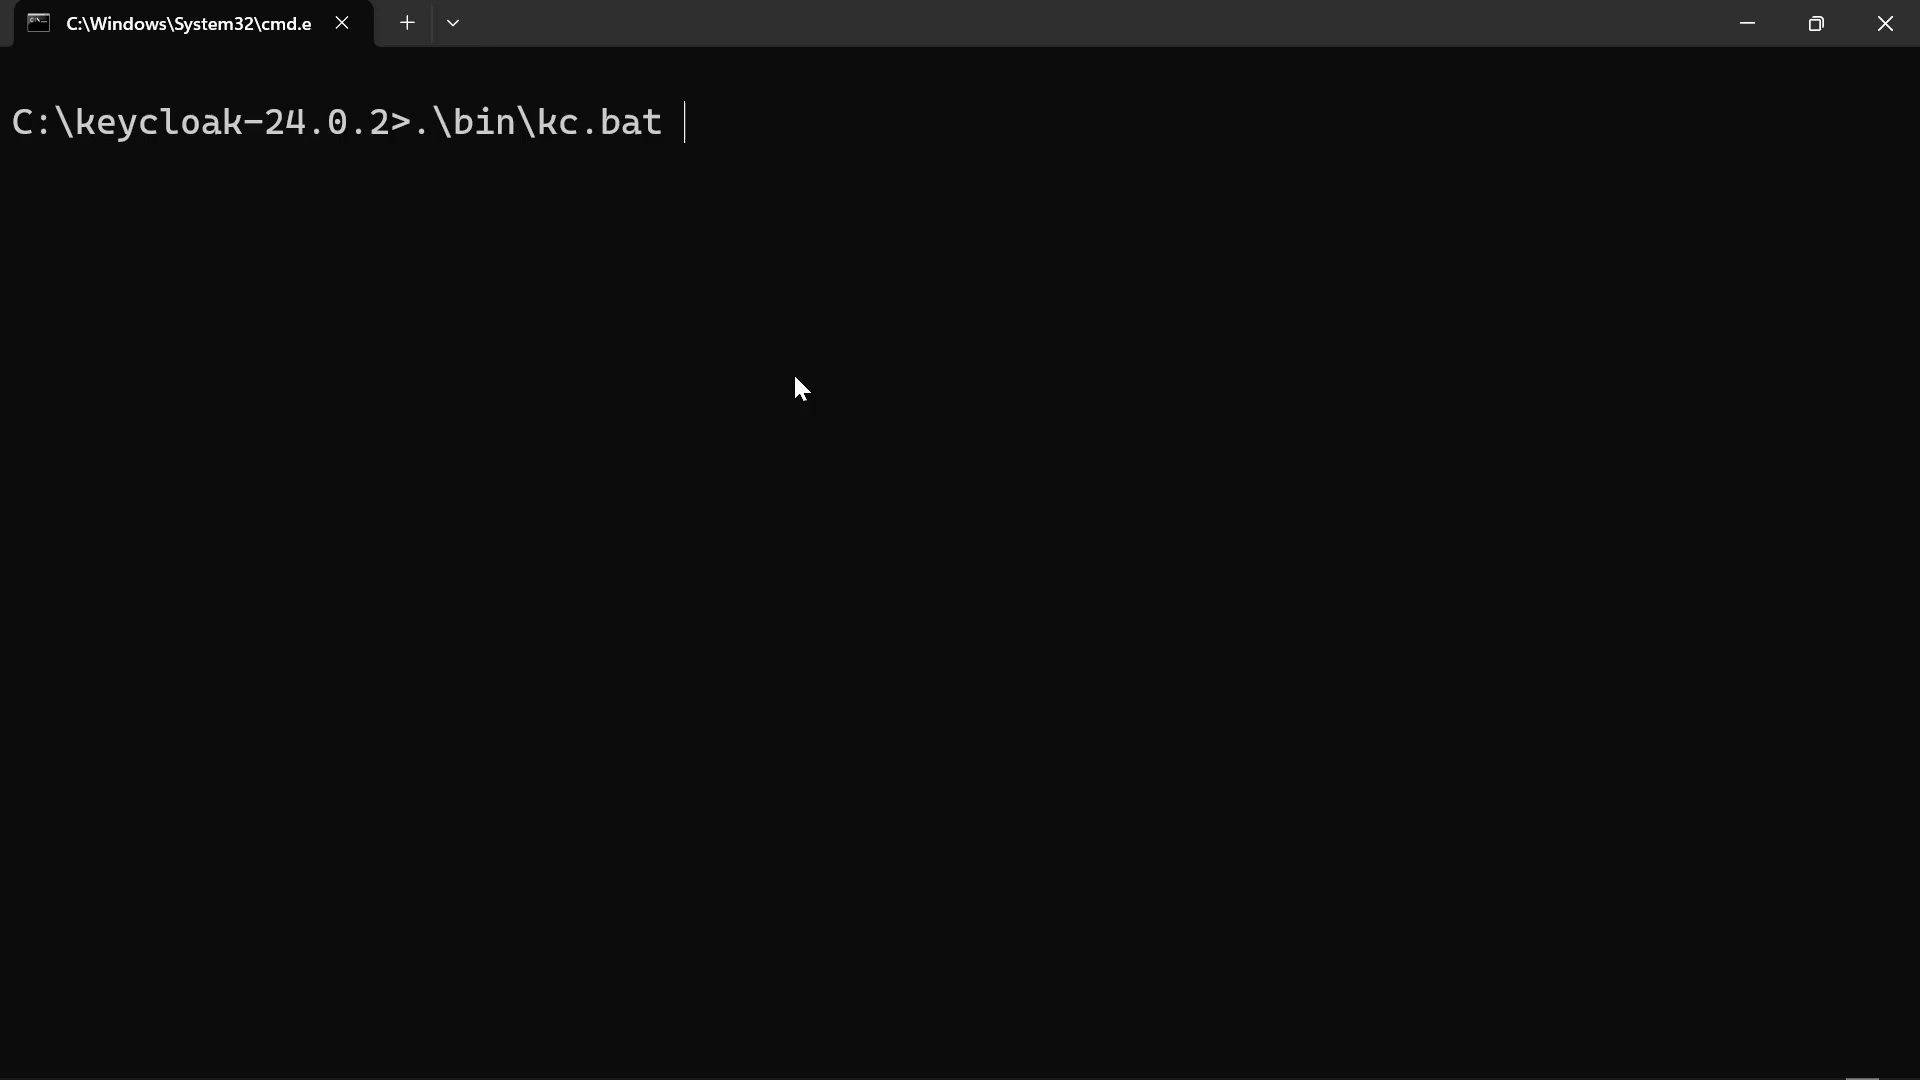 C:\Windows\System32\cmd.e
C:\keycloak-24.0.2>.\bin\kc.bat